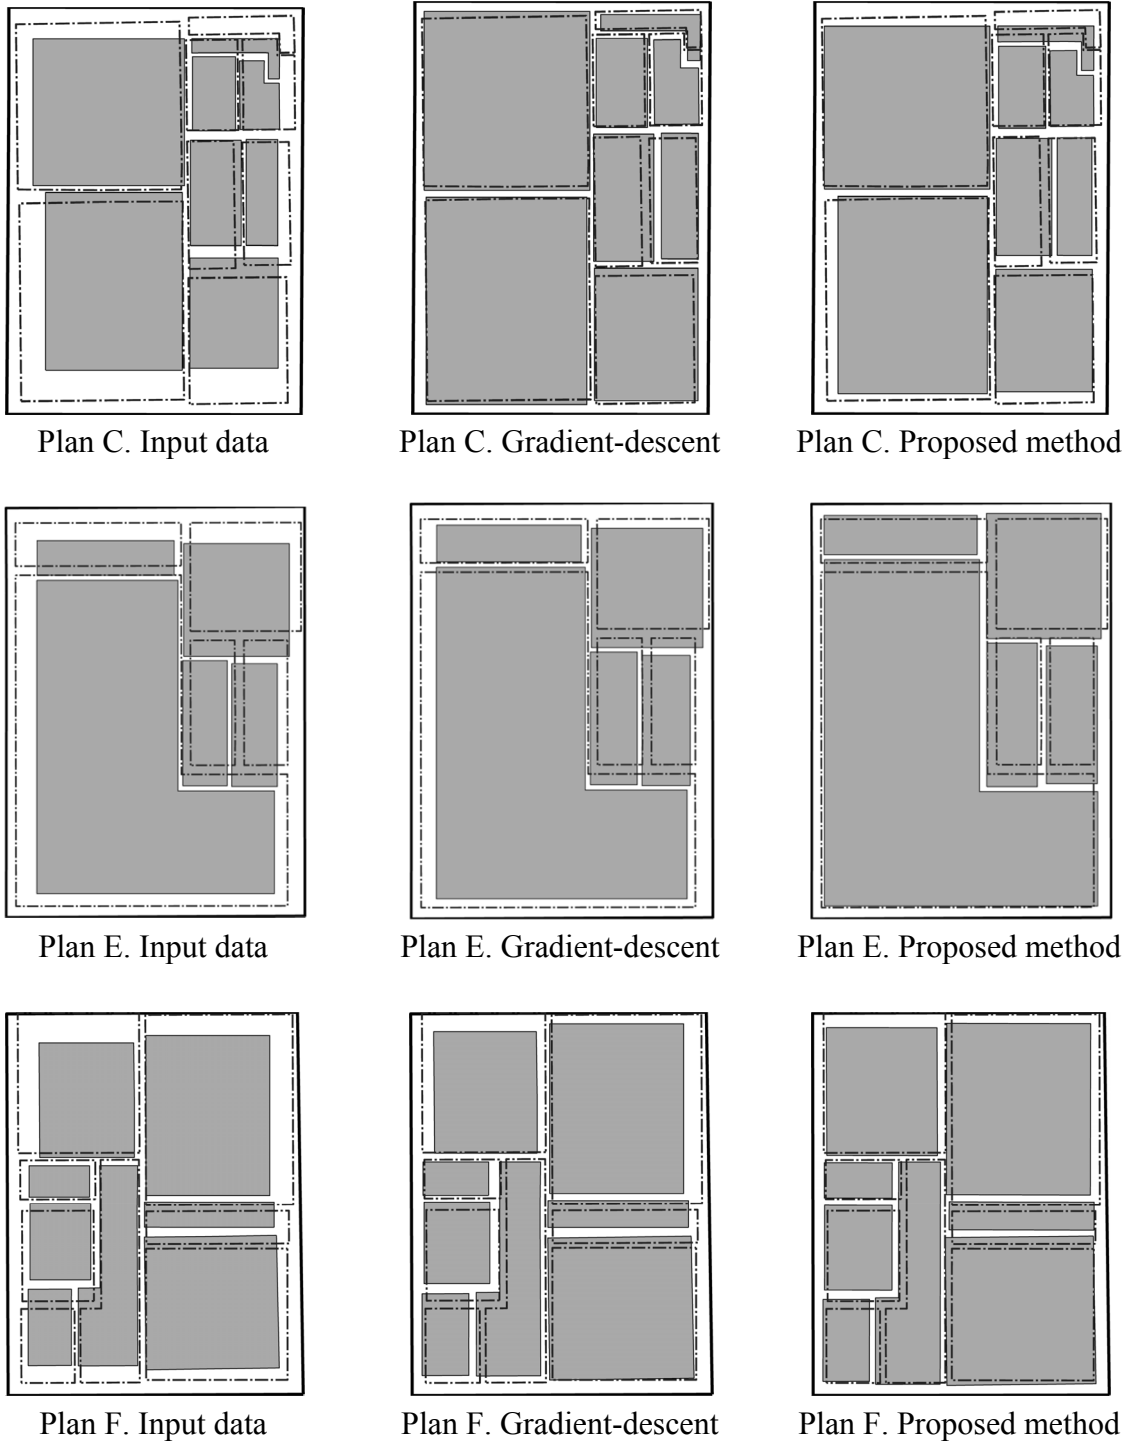 Plan C. Input data
Plan C. Gradient-descent
Plan C. Proposed method
Plan E. Input data
Plan E. Gradient-descent
Plan E. Proposed method
Plan F. Input data
Plan F. Gradient-descent
Plan F. Proposed method